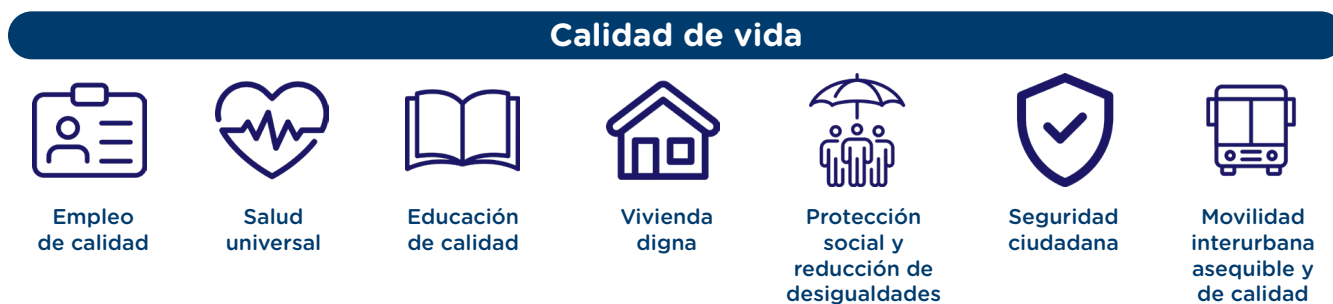 Calidad de vida
Empleo
de calidad
Salud
universal
Educación
de calidad
Vivienda
digna
Protección
social y
reducción de
desigualdades
Seguridad
ciudadana
Movilidad
interurbana
asequible y
de calidad